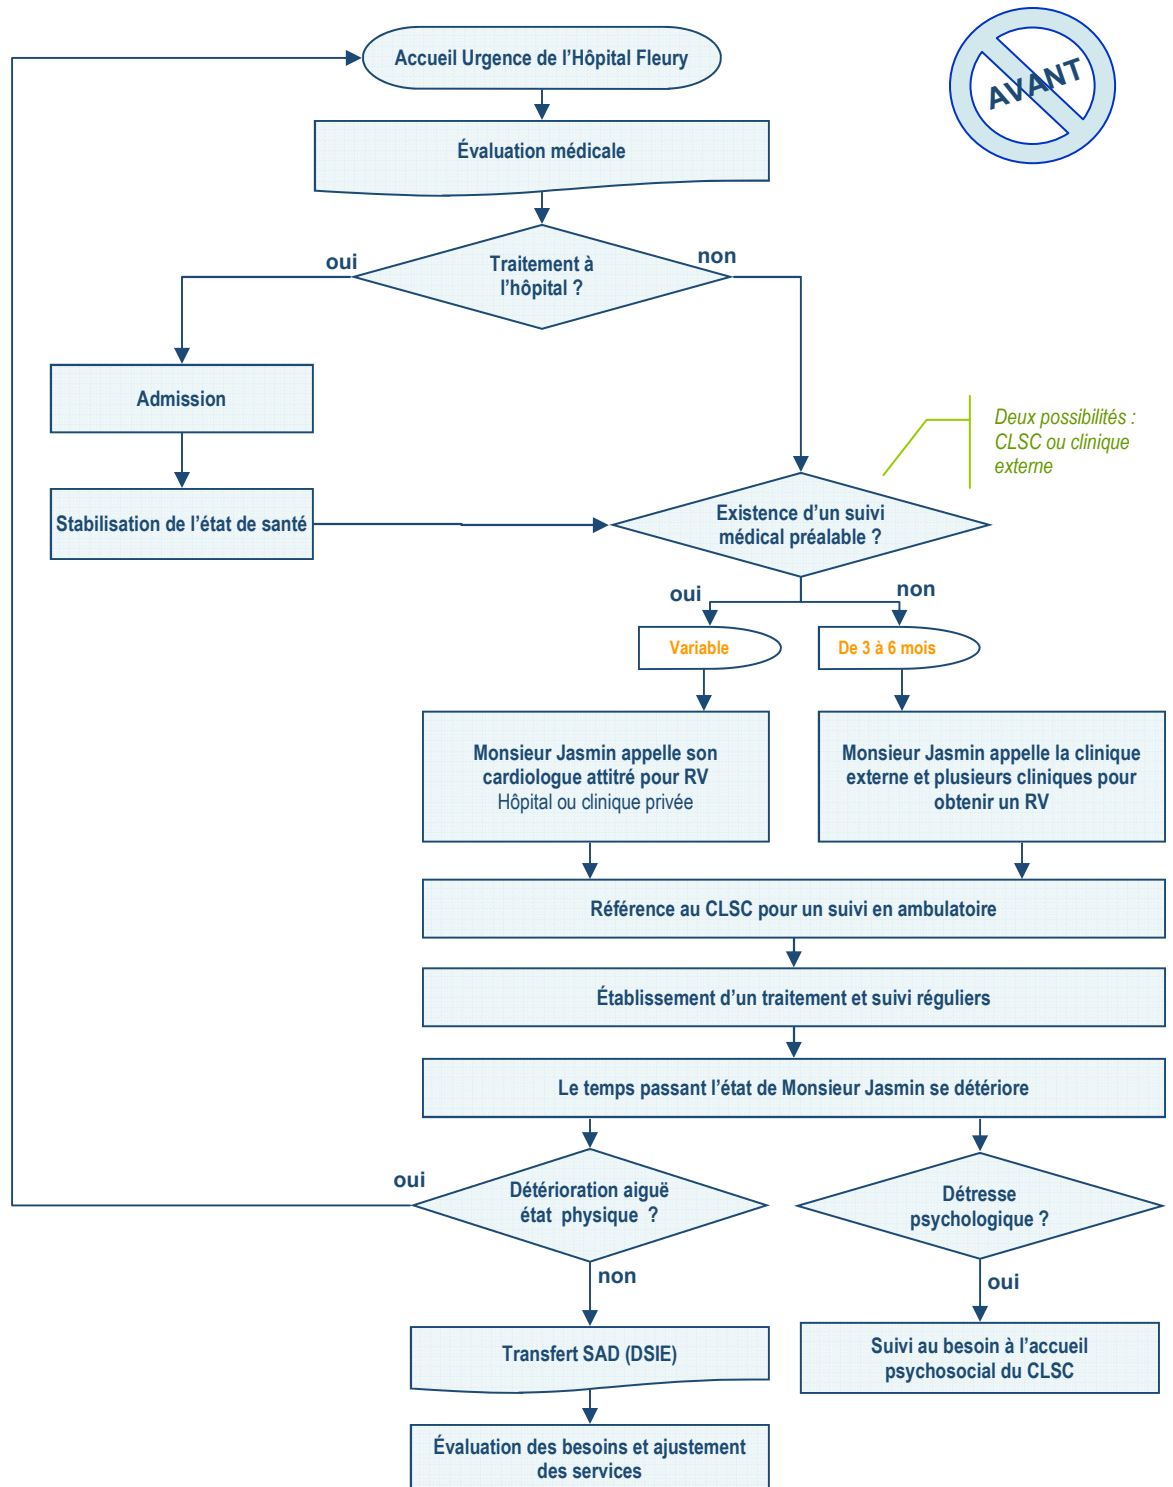 Accueil Urgence de l’Hôpital Fleury
AVANT
Évaluation médicale
oui
Traitement à
l’hôpital ?
non
Admission
Deux possibilités :
CLSC ou clinique
externe
Stabilisation de l’état de santé
Existence d’un suivi
médical préalable ?
oui
non
Variable
De 3 à 6 mois
Monsieur Jasmin appelle son
cardiologue attitré pour RV
Hôpital ou clinique privée
Monsieur Jasmin appelle la clinique
externe et plusieurs cliniques pour
obtenir un RV
Référence au CLSC pour un suivi en ambulatoire
Établissement d’un traitement et suivi réguliers
Le temps passant l’état de Monsieur Jasmin se détériore
oui
Détérioration aiguë
état physique ?
Détresse
psychologique ?
non
oui
Transfert SAD (DSIE)
Suivi au besoin à l’accueil
psychosocial du CLSC
Évaluation des besoins et ajustement
des services